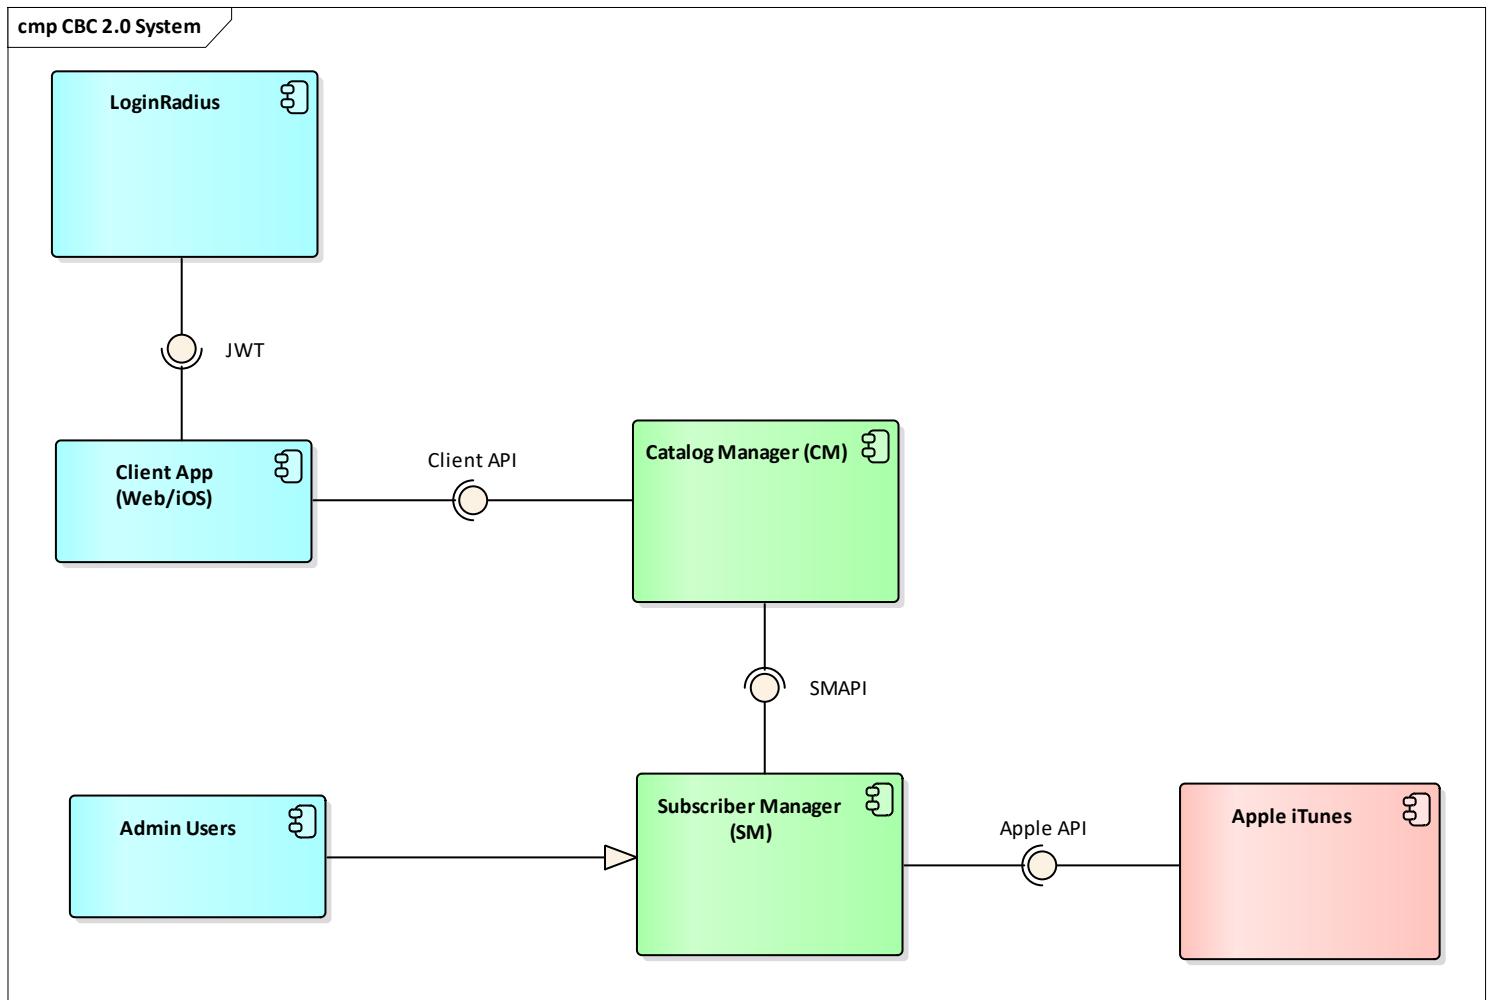 cmp CBC 2.0 System
LoginRadius
JWT
Client App
(Web/iOS)
Client API
Catalog Manager (CM)
SMAPI
Admin Users
Subscriber Manager
(SM)
Apple API
Apple iTunes